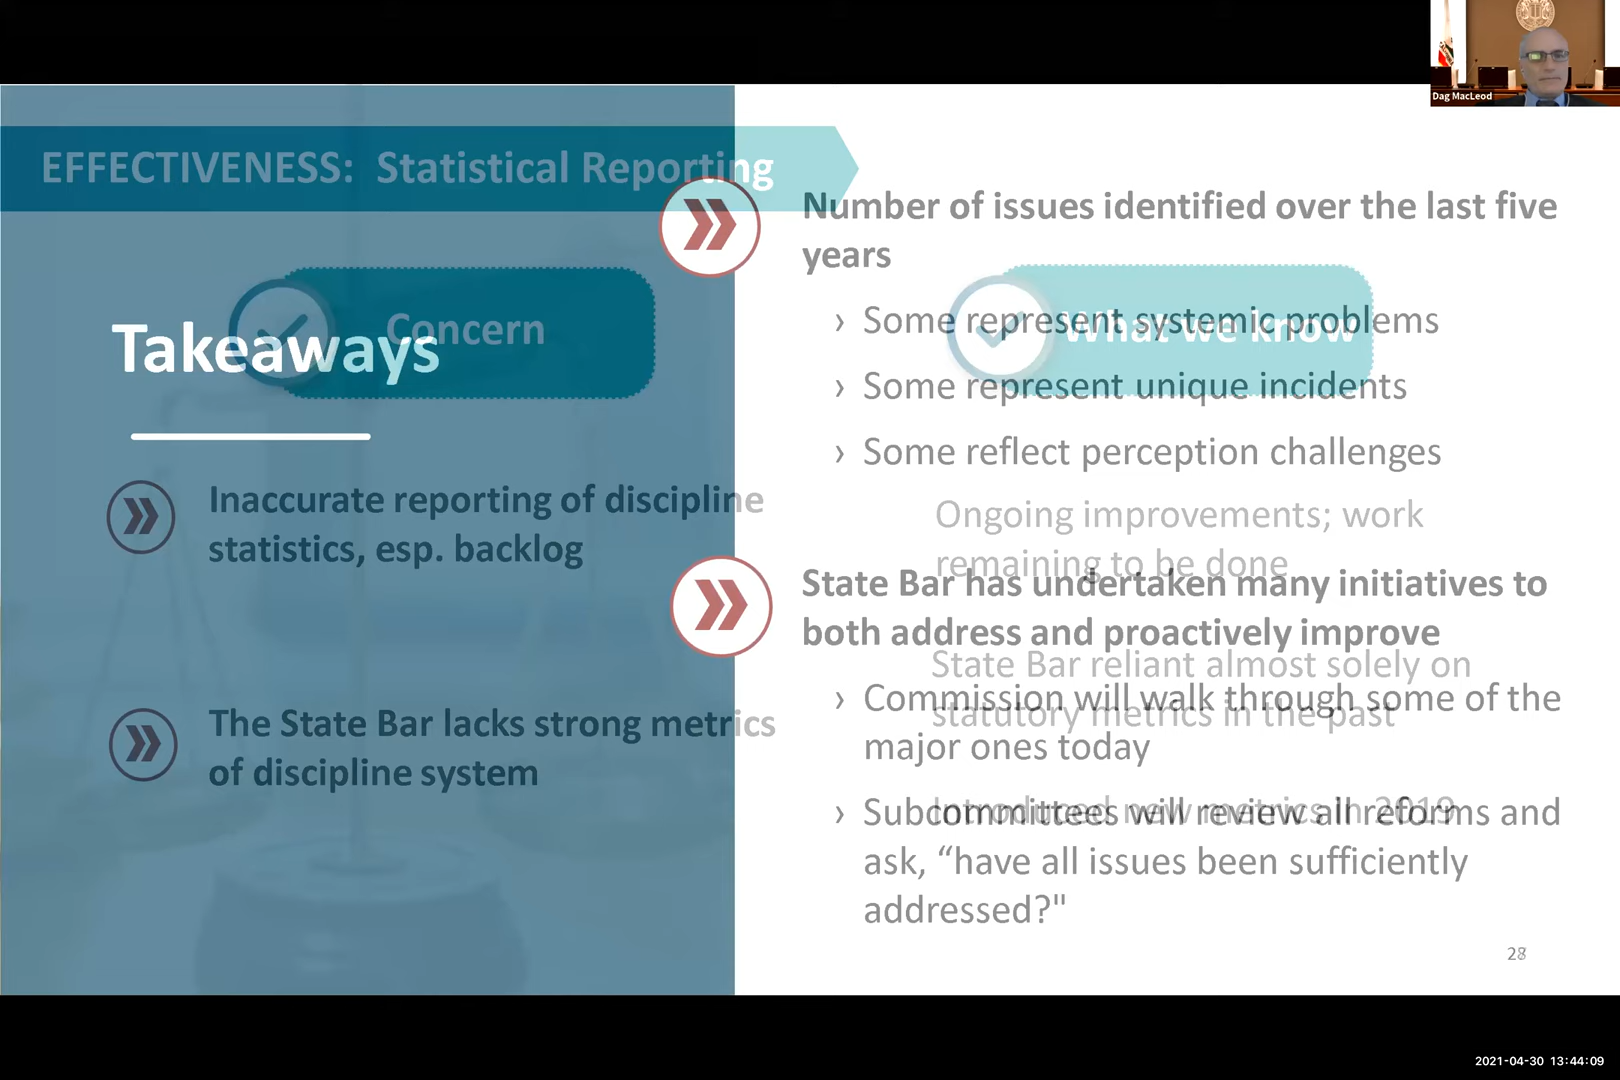 Dag MacLeod
EFFECTIVENESS: Statistical Reporting
Concern
What we know
Inaccurate reporting of discipline
statistics, esp. backlog
The State Bar lacks strong metrics
of discipline system
Ongoing improvements; work
remaining to be done
State Bar reliant almost solely on
statutory metrics in the past
Introduced new metrics in 2019
Takeaways
Number of issues identified over the last five
years
› Some represent systemic problems
› Some represent unique incidents
› Some reflect perception challenges
State Bar has undertaken many initiatives to
both address and proactively improve
› Commission will walk through some of the
major ones today
› Subcommittees will review all reforms and
ask, “have all issues been sufficiently
addressed?"
2021-04-30 13:44:09